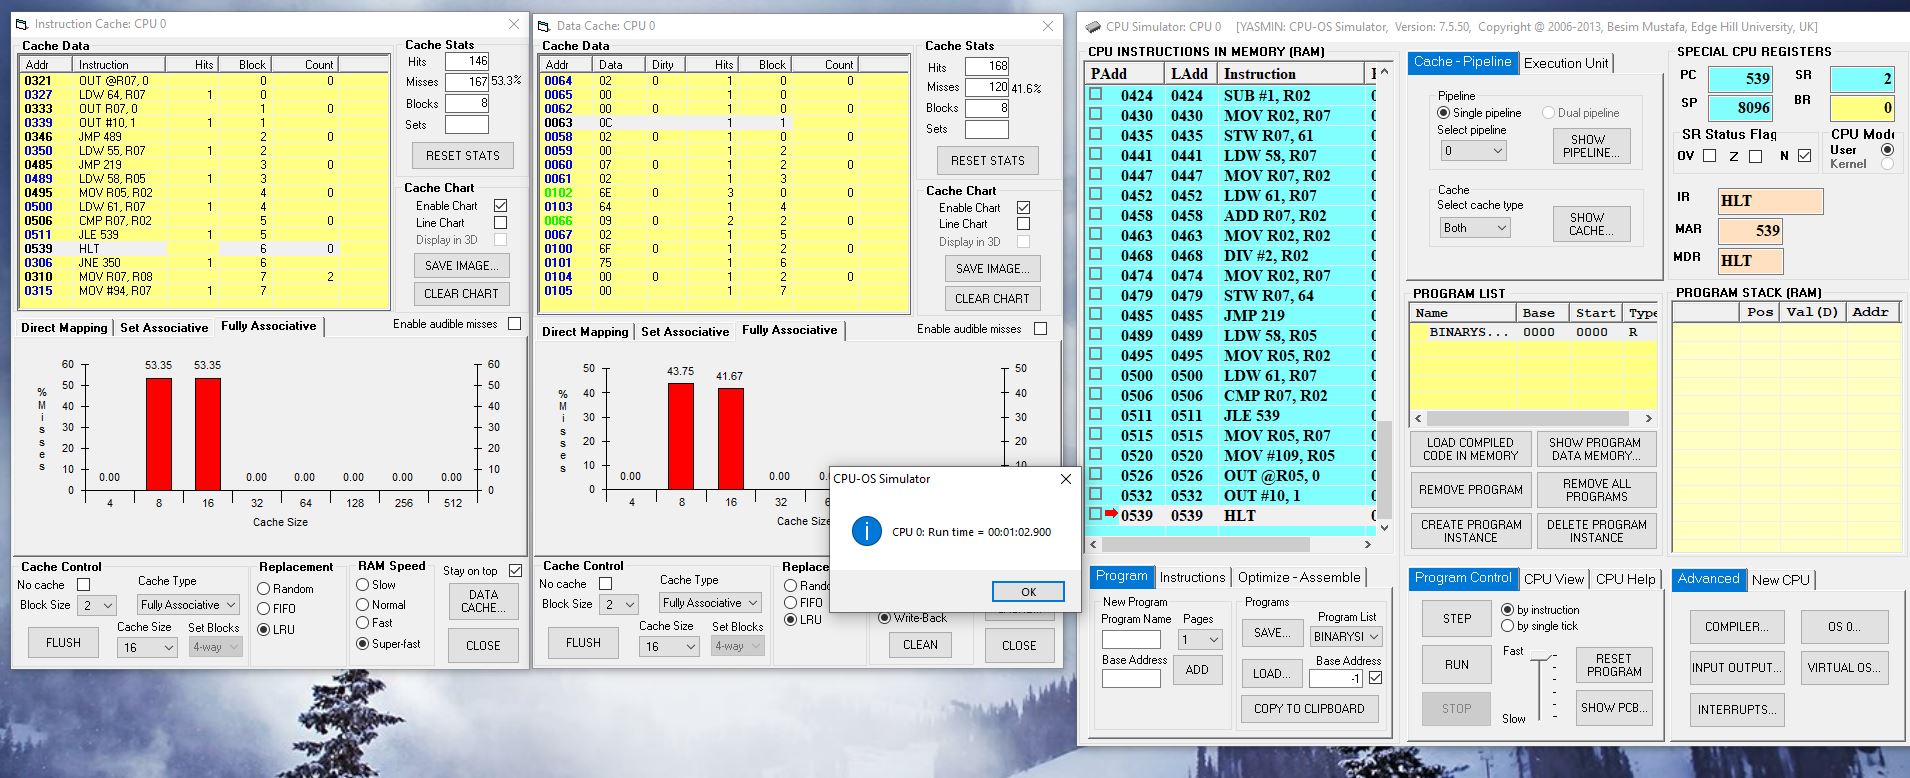 Instruction Cache: CPU 0
Cache Data
Addr Instruction Hits Block Count
0321 OUT @R07, 0 0 0
0327 LDW 64, R07 1 0
0333 OUT R07, 0 1 0
0339 OUT #10, 1 1 1
0346 JMP 489 2 0
0350 LDW 55, R07 1 2
0485 JMP 219 3 0
0489 LDW 58, R05 1 3
0495 MOV R05, R02 4 0
0500 LDW 61, R07 1 4
0506 CMP R07, R02 5 0
0511 JLE 539 1 5
0539 HLT 6 0
0306 JNE 350 1 6
0310 MOV R07, R08 7 2
0315 MOV #94, R07 1 7
Cache Stats
Hits 146
Misses 167 53.3%
Blocks 8
Sets
RESET STATS
Cache Chart
Enable Chart
Line Chart
Display in 3D
SAVE IMAGE...
CLEAR CHART
Direct Mapping Set Associative Fully Associative
Enable audible misses
60 53.35 53.35 60
50 50
40 40
30 30
20 20
10 0.00 0.00 0.00 0.00 0.00 0.00 10
0 0
4 8 16 32 64 128 256 512
% Misses
Cache Size
Cache Control
No cache
Block Size 2
FLUSH
Cache Type
Fully Associative
Cache Size
16
Set Blocks
4-way
Replacement
Random
FIFO
LRU
RAM Speed
Slow
Normal
Fast
Super-fast
Stay on top
DATA
CACHE...
CLOSE
Data Cache: CPU 0
Cache Data
Addr Data Dirty Hits Block Count
0064 02 0 1 0 0
0065 00 1 0
0062 00 0 1 0 0
0063 0C 1 1
0058 02 0 1 0 0
0059 00 1 2
0060 07 0 1 2 0
0061 02 1 3
0102 6E 0 3 0 0
0103 64 1 4
0066 09 0 2 2 0
0067 02 1 5
0100 6F 0 1 2 0
0101 75 1 6
0104 00 0 1 2 0
0105 00 1 7
Cache Stats
Hits 168
Misses 120 41.6%
Blocks 8
Sets
RESET STATS
Cache Chart
Enable Chart
Line Chart
Display in 3D
SAVE IMAGE...
CLEAR CHART
Direct Mapping Set Associative Fully Associative
Enable audible misses
50 43.75 41.67 50
40 40
30 30
20 20
10 0.00 0.00 0.00 10
0
4 8 16 32
% Misses
Cache Size
Cache Control
No cache
Block Size 2
FLUSH
Cache Type
Fully Associative
Cache Size
16
Set Blocks
4-way
FIFO
LRU
Write-Back
CLEAN
CLOSE
CPU-OS Simulator
CPU 0: Run time = 00:01:02.900
OK
CPU Simulator: CPU 0 [YASMIN: CPU-OS Simulator, Version: 7.5.50, Copyright @ 2006-2013, Besim Mustafa, Edge Hill University, UK]
CPU INSTRUCTIONS IN MEMORY (RAM)
PAdd LAdd Instruction
0424 0424 SUB #1, R02
0430 0430 MOV R02, R07
0435 0435 STW R07, 61
0441 0441 LDW 58, R07
0447 0447 MOV R07, R02
0452 0452 LDW 61, R07
0458 0458 ADD R07, R02
0463 0463 MOV R02, R02
0468 0468 DIV #2, R02
0474 0474 MOV R02, R07
0479 0479 STW R07, 64
0485 0485 JMP 219
0489 0489 LDW 58, R05
0495 0495 MOV R05, R02
0500 0500 LDW 61, R07
0506 0506 CMP R07, R02
0511 0511 JLE 539
0515 0515 MOV R05, R07
0520 0520 MOV #109, R05
0526 0526 OUT @R05, 0
0532 0532 OUT #10, 1
0539 0539 HLT
Program Instructions Optimize - Assemble
New Program
Program Name Pages
1
Base Address
ADD
Programs
SAVE...
LOAD...
Program List
BINARYSI
Base Address
-1
COPY TO CLIPBOARD
Cache - Pipeline Execution Unit
Pipeline
Single pipeline Dual pipeline
Select pipeline
0
SHOW
PIPELINE...
Cache
Select cache type
Both
SHOW
CACHE...
PROGRAM LIST
Name Base Start Type
BINARYS... 0000 0000 R
LOAD COMPILED
CODE IN MEMORY
SHOW PROGRAM
DATA MEMORY...
REMOVE PROGRAM
REMOVE ALL
PROGRAMS
CREATE PROGRAM
INSTANCE
DELETE PROGRAM
INSTANCE
Program Control CPU View CPU Help
STEP
by instruction
by single tick
RUN
STOP
Fast
Slow
RESET
PROGRAM
SHOW PCB...
SPECIAL CPU REGISTERS
PC 539 SR 2
SP 8096 BR 0
SR Status Flag
OV Z N
CPU Mode
User
Kernel
IR HLT
MAR 539
MDR HLT
PROGRAM STACK (RAM)
Pos Val(D) Addr
Advanced New CPU
COMPILER... OS 0...
INPUT OUTPUT... VIRTUAL OS...
INTERRUPTS...